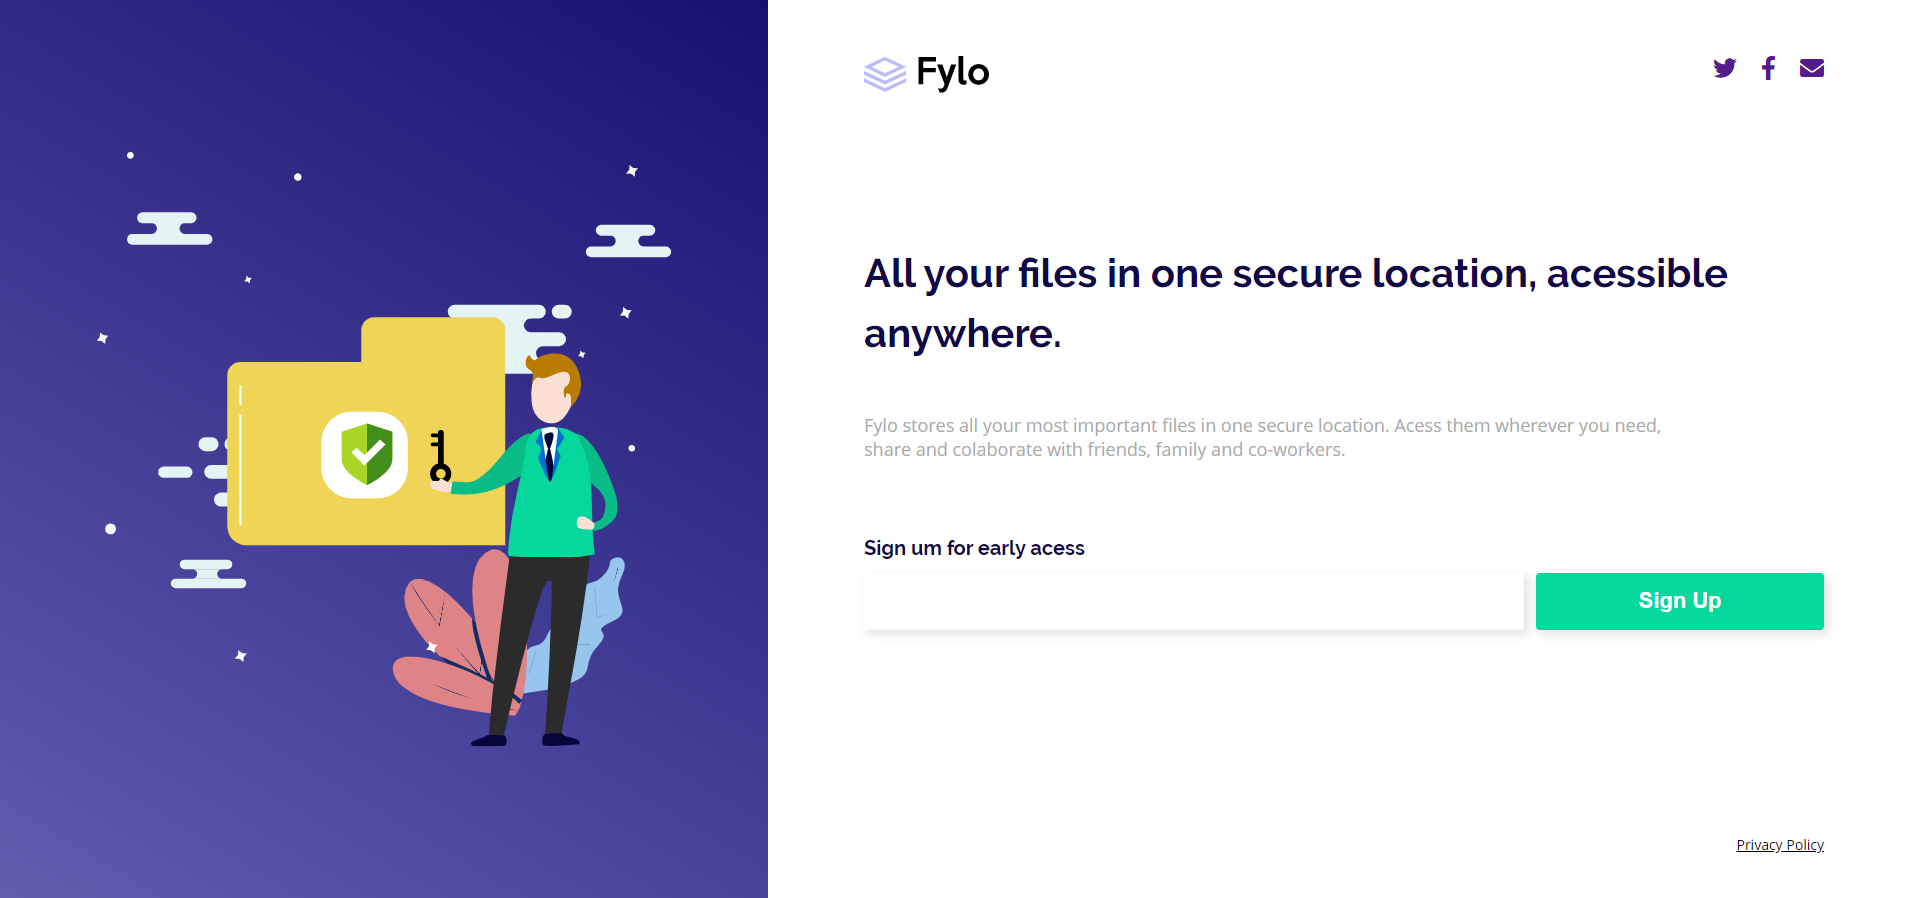 Fylo
All your files in one secure location, acessible
anywhere.
Fylo stores all your most important files in one secure location. Acess them wherever you need,
share and colaborate with friends, family and co-workers.
Sign um for early acess
Sign Up
Privacy Policy